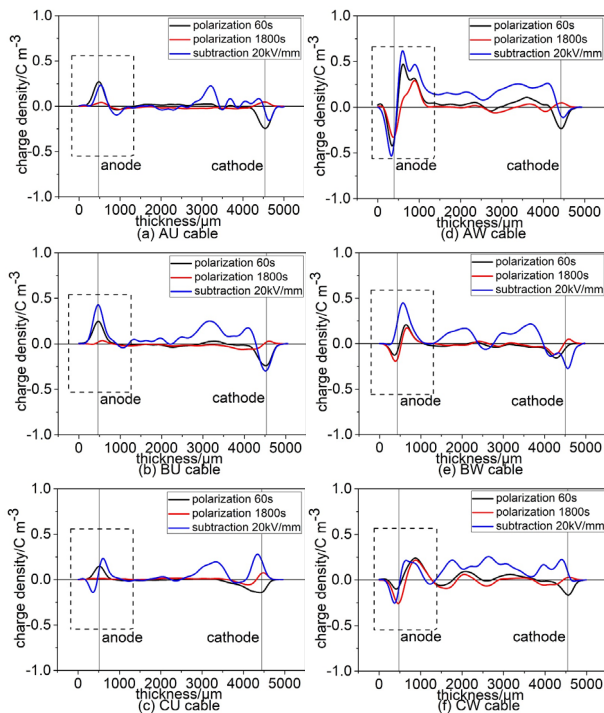 polarization 60s
polarization 1800s
subtraction 20kV/mm
charge density/C m-3
1.0
0.5
0.0
-0.5
-1.0
anode
cathode
0 1000 2000 3000 4000 5000
thickness/μm
(a) AU cable
polarization 60s
polarization 1800s
subtraction 20kV/mm
charge density/C m-3
1.0
0.5
0.0
-0.5
-1.0
anode
cathode
0 1000 2000 3000 4000 5000
thickness/μm
(d) AW cable
polarization 60s
polarization 1800s
subtraction 20kV/mm
charge density/C m-3
1.0
0.5
0.0
-0.5
-1.0
anode
cathode
0 1000 2000 3000 4000 5000
thickness/μm
(b) BU cable
polarization 60s
polarization 1800s
subtraction 20kV/mm
charge density/C m-3
1.0
0.5
0.0
-0.5
-1.0
anode
cathode
0 1000 2000 3000 4000 5000
thickness/μm
(e) BW cable
polarization 60s
polarization 1800s
subtraction 20kV/mm
charge density/C m-3
1.0
0.5
0.0
-0.5
-1.0
anode
cathode
0 1000 2000 3000 4000 5000
thickness/μm
(c) CU cable
polarization 60s
polarization 1800s
subtraction 20kV/mm
charge density/C m-3
1.0
0.5
0.0
-0.5
-1.0
anode
cathode
0 1000 2000 3000 4000 5000
thickness/μm
(f) CW cable